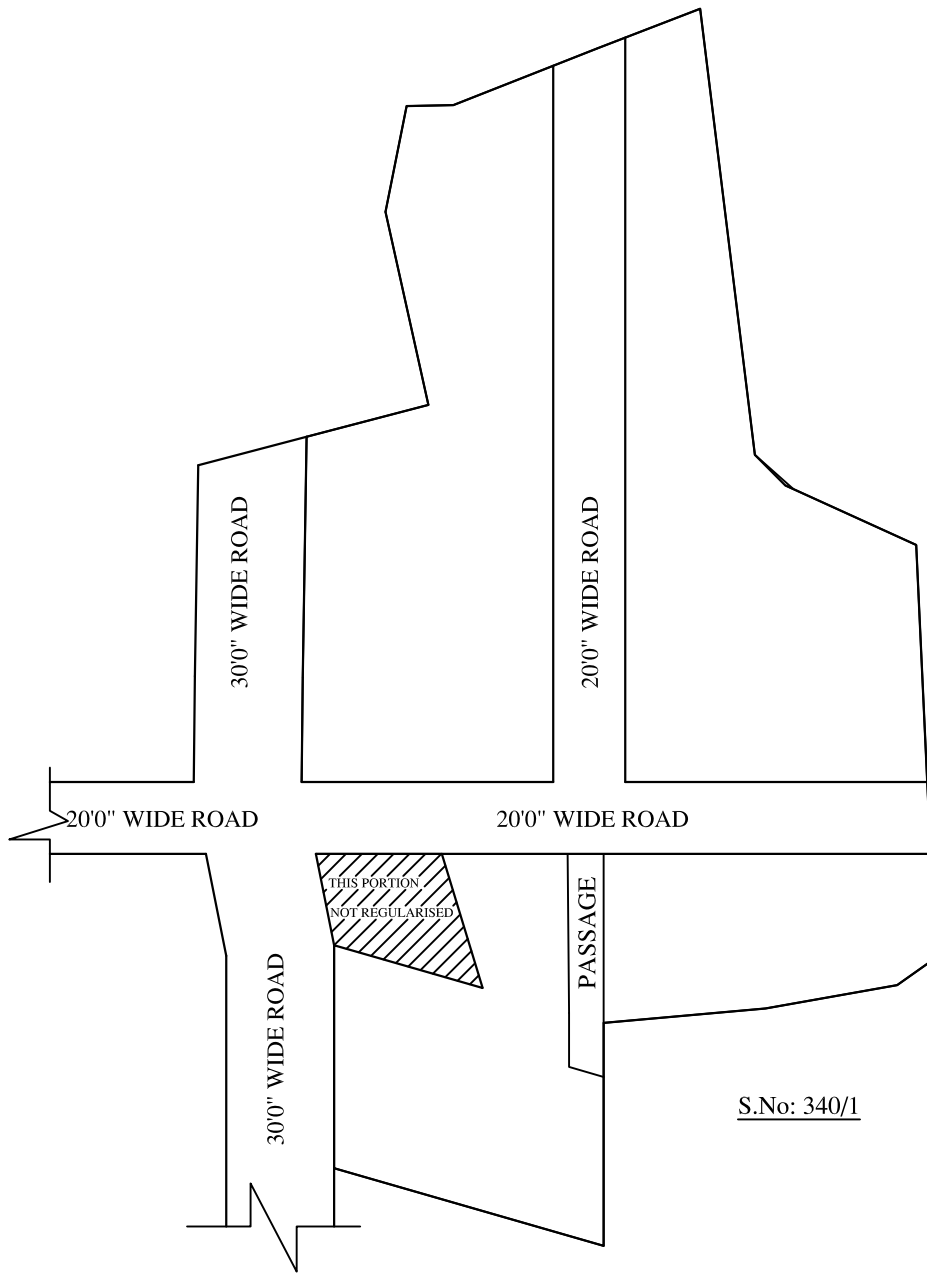 30'0" WIDE ROAD
20'0" WIDE ROAD
20'0" WIDE ROAD
20'0" WIDE ROAD
THIS PORTION
NOT REGULARISED
PASSAGE
30'0" WIDE ROAD
S.No: 340/1